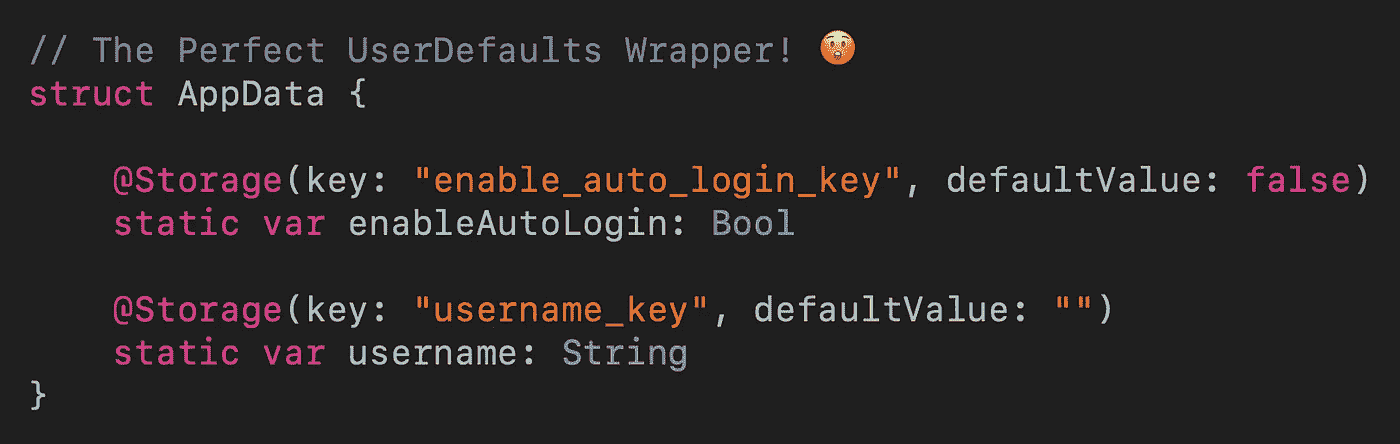 // The Perfect UserDefaults Wrapper! 😱
struct AppData {
@Storage(key: "enable_auto_login_key", defaultValue: false)
static var enableAutoLogin: Bool
@Storage(key: "username_key", defaultValue: "")
static var username: String
}